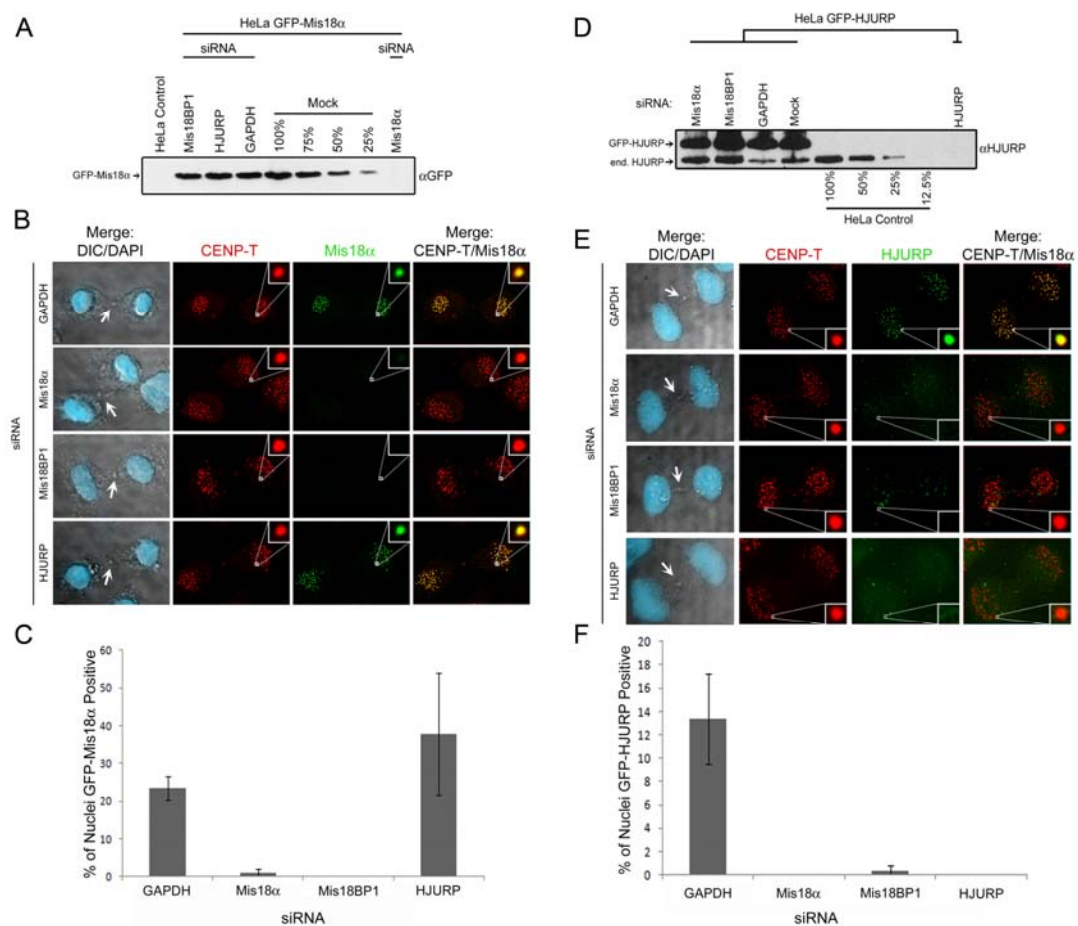 A
HeLa GFP-Mis18α
siRNA
siRNA
Mock
HeLa Control
Mis18BP1
HJURP
GAPDH
100%
75%
50%
25%
Mis18α
GFP-Mis18α
αGFP
B
Merge:
DIC/DAPI
CENP-T
Mis18α
Merge:
CENP-T/Mis18α
siRNA
GAPDH
Mis18α
Mis18BP1
HJURP
C
% of Nuclei GFP-Mis18α Positive
60
50
40
30
20
10
0
GAPDH
Mis18α
Mis18BP1
HJURP
siRNA
D
HeLa GFP-HJURP
siRNA:
Mis18α
Mis18BP1
GAPDH
Mock
HJURP
GFP-HJURP
end. HJURP
αHJURP
100%
50%
25%
12.5%
HeLa Control
E
Merge:
DIC/DAPI
CENP-T
HJURP
Merge:
CENP-T/Mis18α
siRNA
GAPDH
Mis18α
Mis18BP1
HJURP
F
% of Nuclei GFP-HJURP Positive
20
18
16
14
12
10
8
6
4
2
0
GAPDH
Mis18α
Mis18BP1
HJURP
siRNA